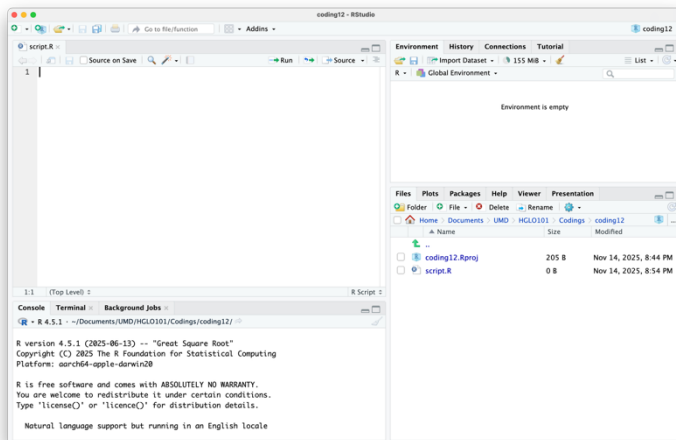 coding12 - RStudio
Go to file/function
Addins
coding12
script.R
Source on Save
Run
Source
1
1:1
(Top Level)
R Script
Console Terminal Background Jobs
R 4.5.1 · ~/Documents/UMD/HGLO101/Codings/coding12/
R version 4.5.1 (2025-06-13) -- "Great Square Root"
Copyright (C) 2025 The R Foundation for Statistical Computing
Platform: aarch64-apple-darwin20
R is free software and comes with ABSOLUTELY NO WARRANTY.
You are welcome to redistribute it under certain conditions.
Type 'license()' or 'licence()' for distribution details.
Natural language support but running in an English locale
Environment History Connections Tutorial
Import Dataset 155 MiB List
R Global Environment
Environment is empty
Files Plots Packages Help Viewer Presentation
Folder File Delete Rename
Home Documents UMD HGLO101 Codings coding12 ...
Name Size Modified
..
coding12.Rproj 205 B Nov 14, 2025, 8:44 PM
script.R 0 B Nov 14, 2025, 8:54 PM